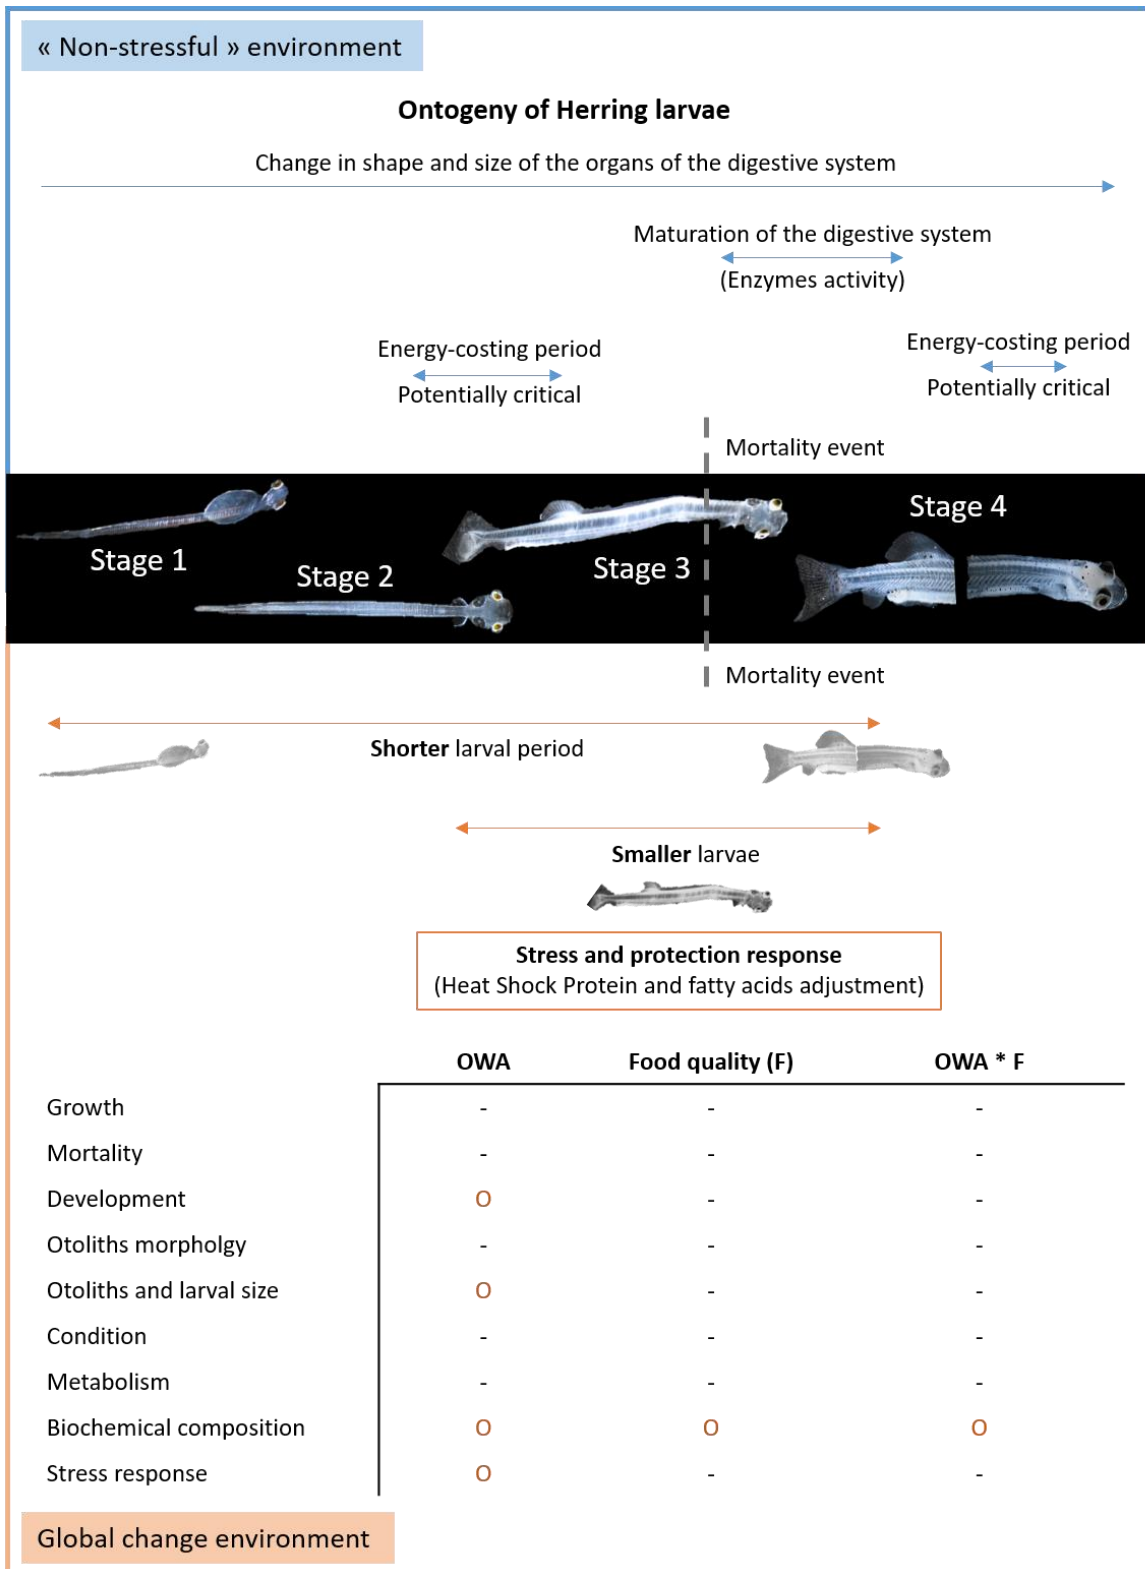 « Non-stressful » environment
Ontogeny of Herring larvae
Change in shape and size of the organs of the digestive system
Maturation of the digestive system
(Enzymes activity)
Energy-costing period
Potentially critical
Energy-costing period
Potentially critical
Mortality event
Stage 1
Stage 2
Stage 3
Stage 4
Mortality event
Shorter larval period
Smaller larvae
Stress and protection response
(Heat Shock Protein and fatty acids adjustment)
OWA Food quality (F) OWA * F
Growth - - -
Mortality - - -
Development O - -
Otoliths morpholgy - - -
Otoliths and larval size O - -
Condition - - -
Metabolism - - -
Biochemical composition O O O
Stress response O - -
Global change environment